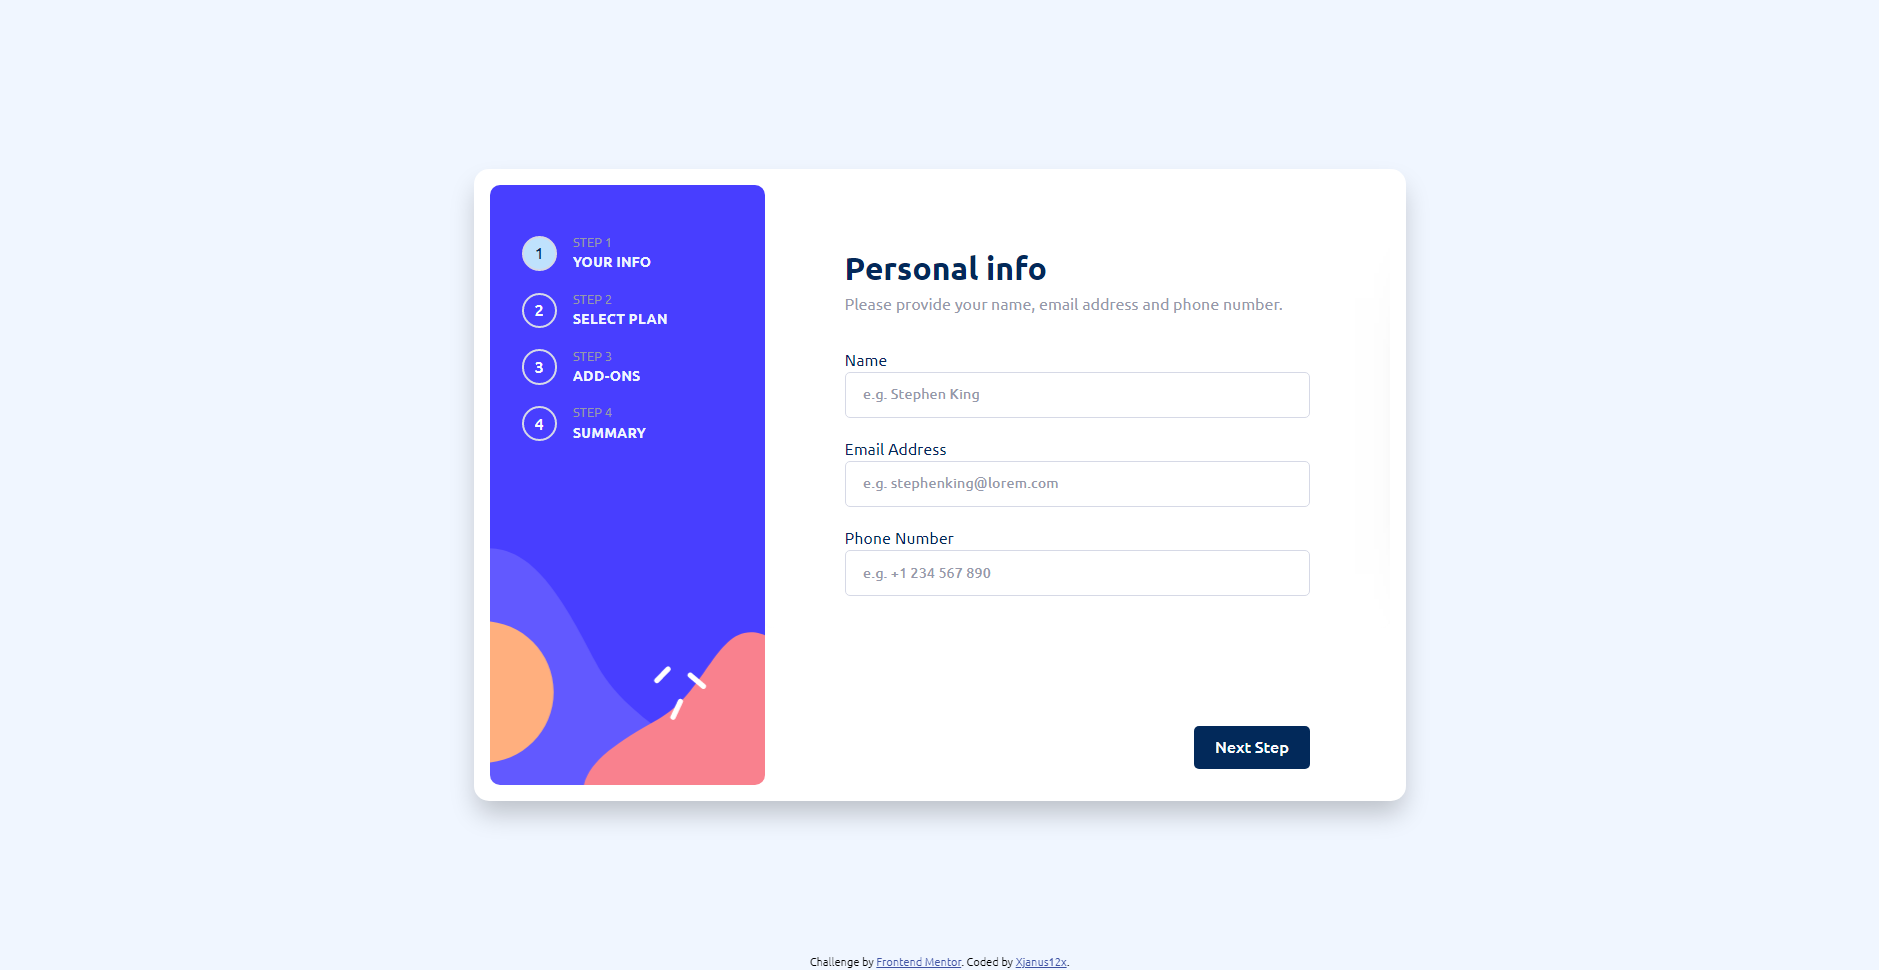 1
STEP 1
YOUR INFO
2
STEP 2
SELECT PLAN
3
STEP 3
ADD-ONS
4
STEP 4
SUMMARY
Personal info
Please provide your name, email address and phone number.
Name
e.g. Stephen King
Email Address
e.g. stephenking@lorem.com
Phone Number
e.g. +1 234 567 890
Next Step
Challenge by Frontend Mentor. Coded by Xjanus12x.